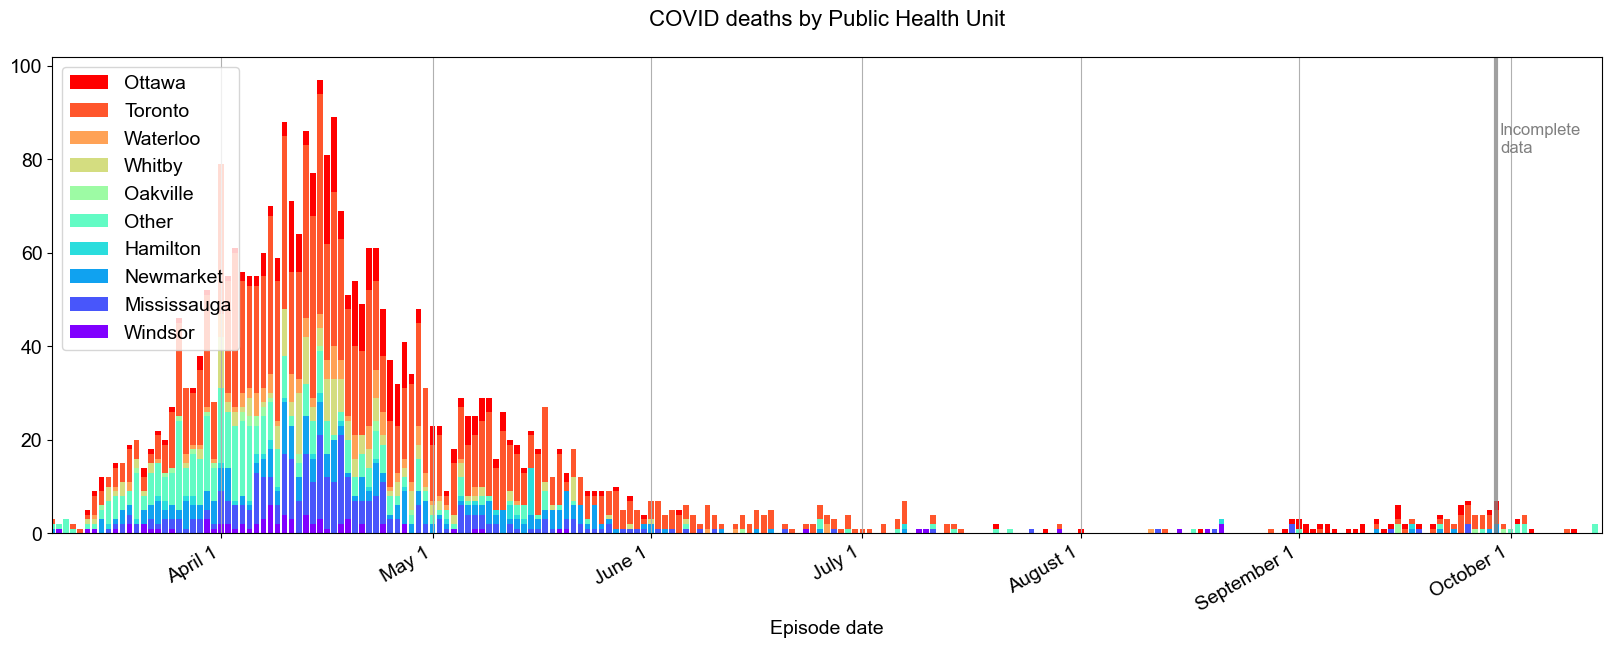 COVID deaths by Public Health Unit
100
80
60
40
20
0
Ottawa
Toronto
Waterloo
Whitby
Oakville
Other
Hamilton
Newmarket
Mississauga
Windsor
Incomplete
data
April 1
May 1
June 1
July 1
August 1
September 1
October 1
Episode date